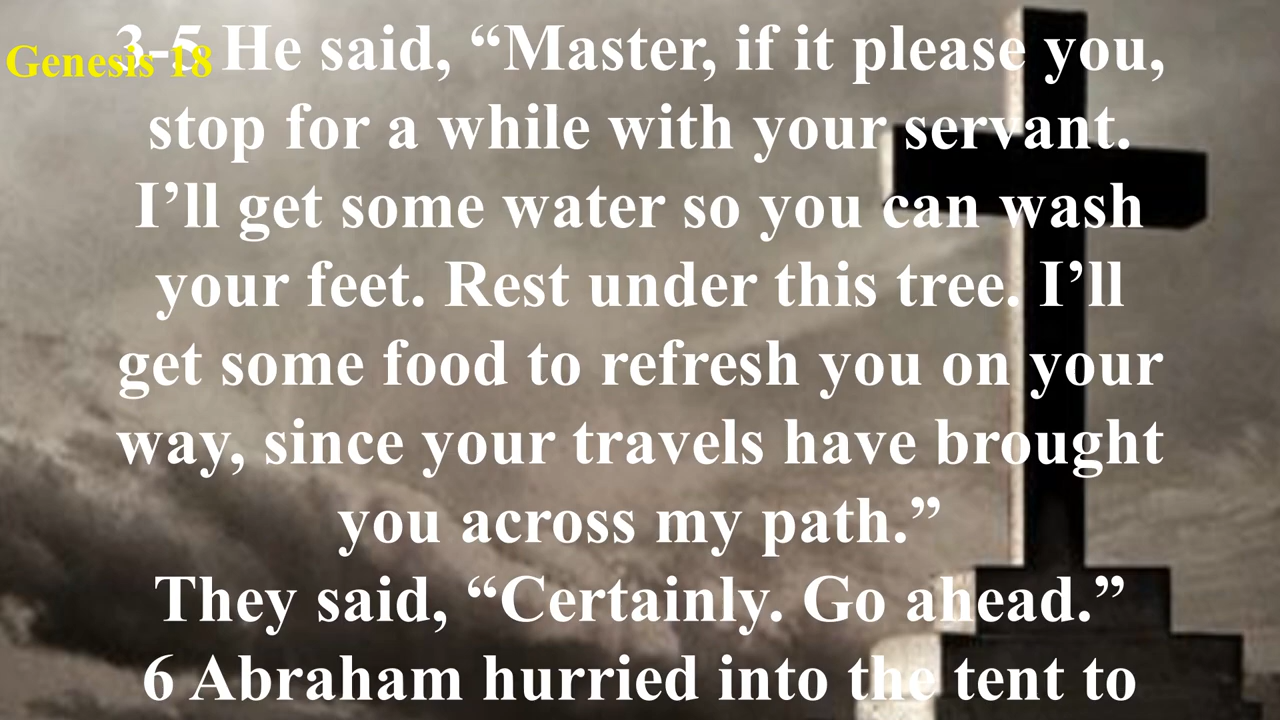 Genesis 18
3-5 He said, “Master, if it please you,
stop for a while with your servant.
I’ll get some water so you can wash
your feet. Rest under this tree. I’ll
get some food to refresh you on your
way, since your travels have brought
you across my path.”
They said, “Certainly. Go ahead.”
6 Abraham hurried into the tent to